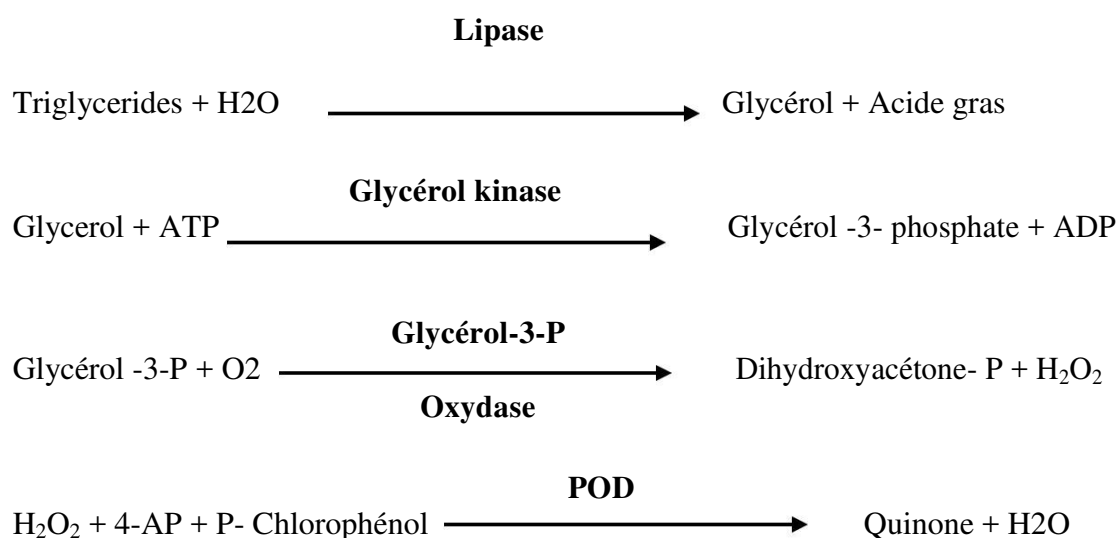 Lipase
Triglycerides + H2O Glycérol + Acide gras
Glycérol kinase
Glycerol + ATP Glycérol -3- phosphate + ADP
Glycérol-3-P
Glycérol -3-P + O2 Dihydroxyacétone- P + H₂O₂
Oxydase
POD
H₂O₂ + 4-AP + P- Chlorophénol Quinone + H2O